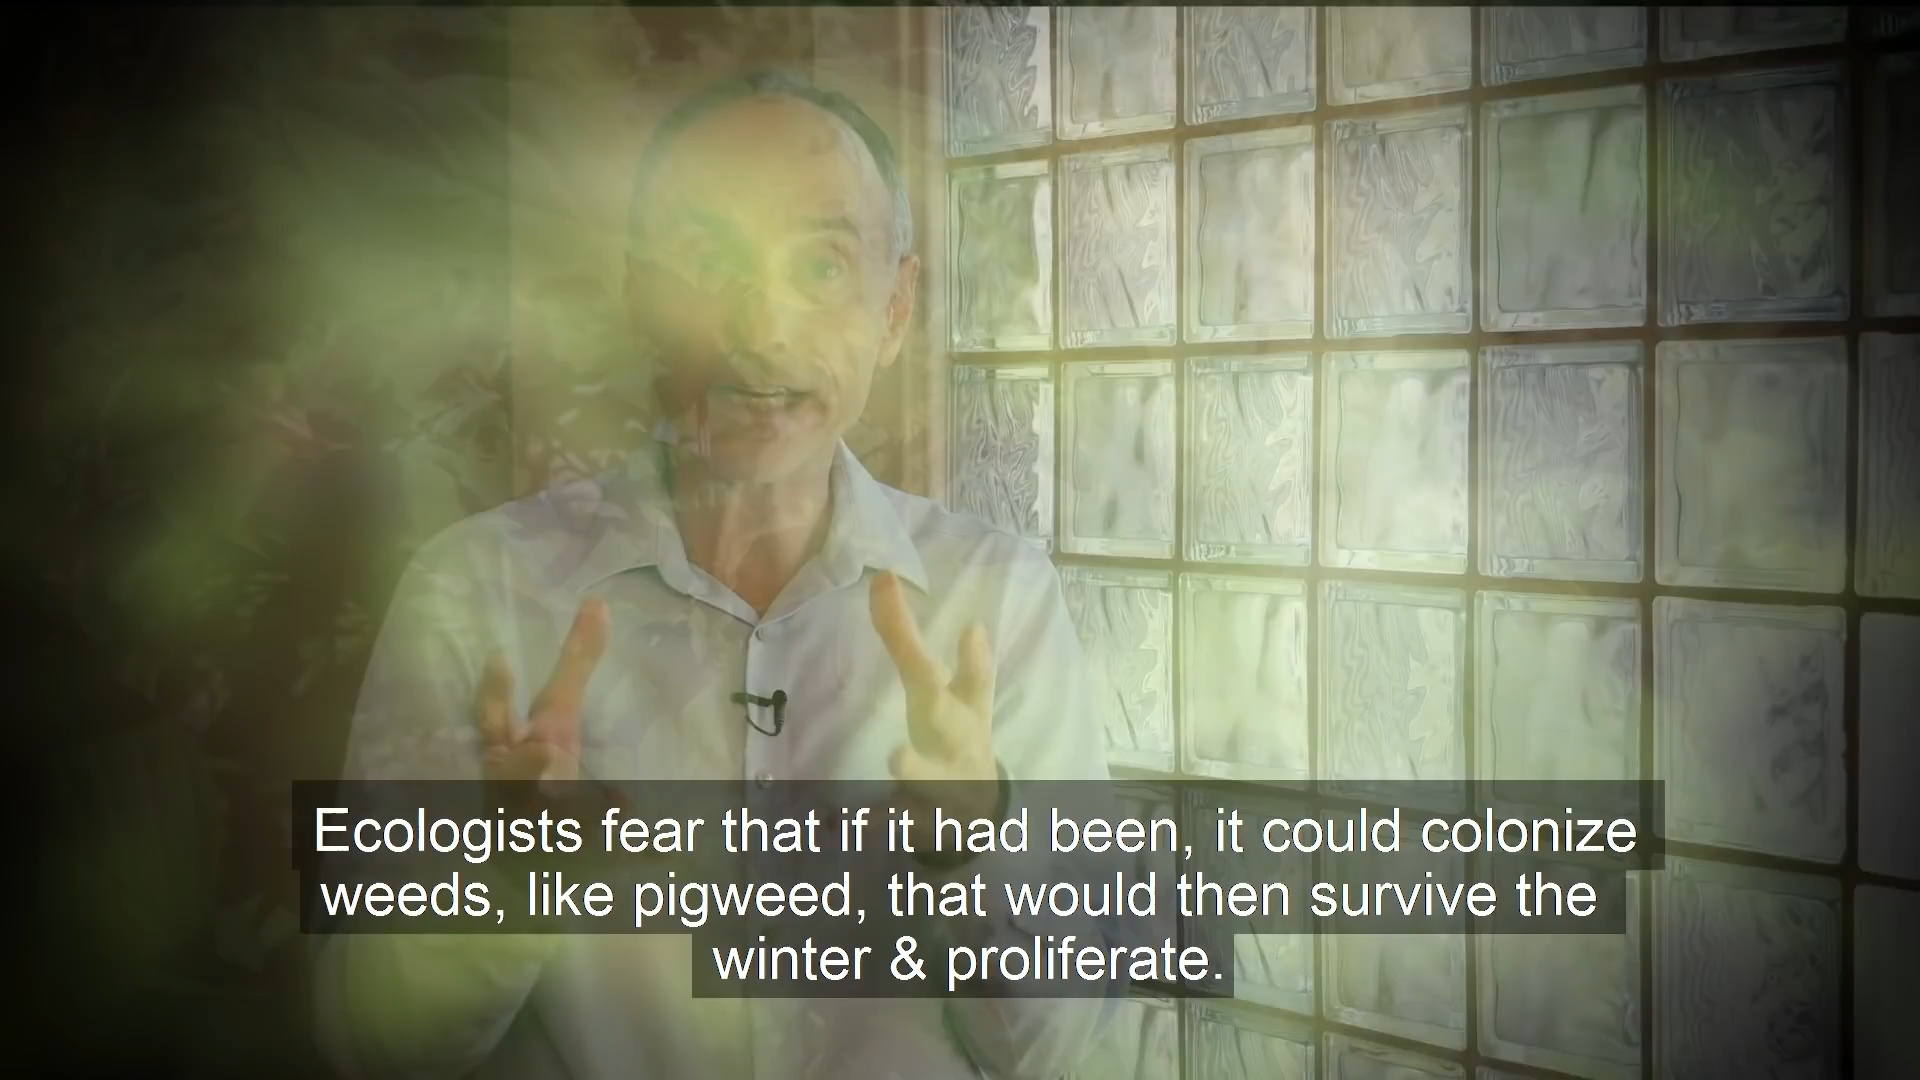 Ecologists fear that if it had been, it could colonize
weeds, like pigweed, that would then survive the
winter & proliferate.